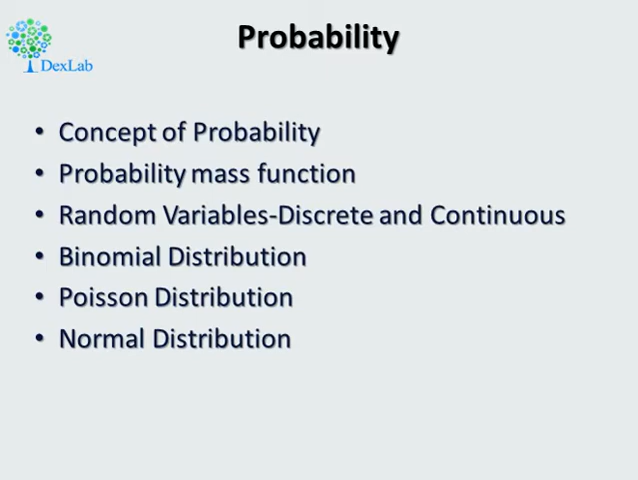 Probability
DexLab
• Concept of Probability
• Probability mass function
• Random Variables-Discrete and Continuous
• Binomial Distribution
• Poisson Distribution
• Normal Distribution